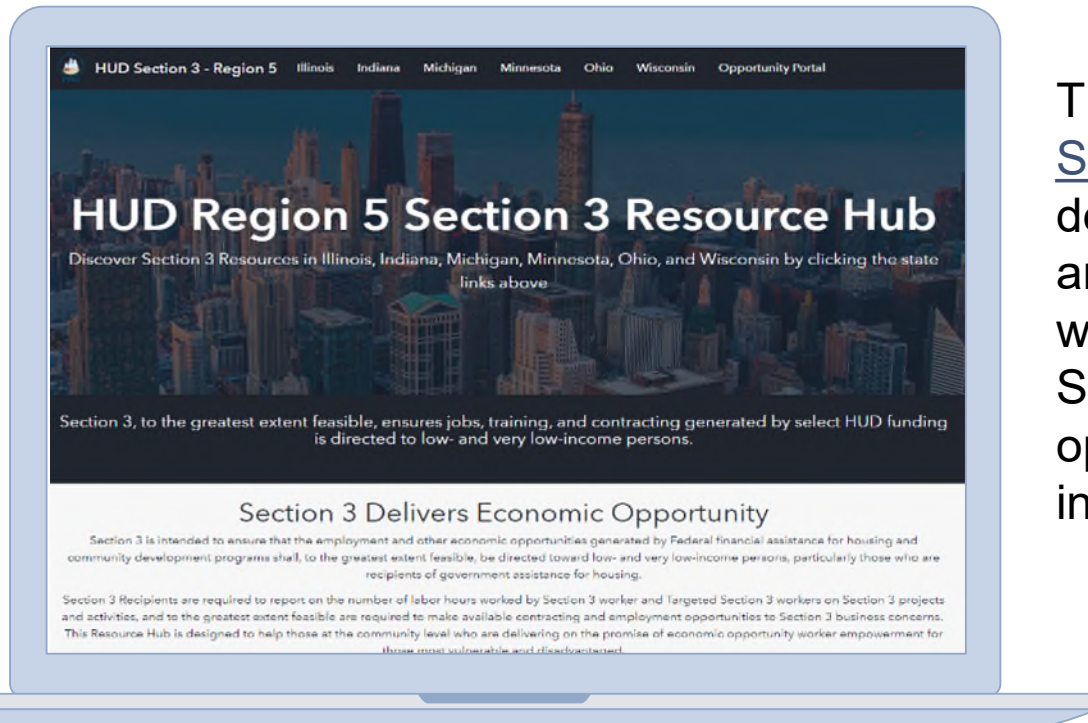 HUD Section 3 - Region 5 Illinois Indiana Michigan Minnesota Ohio Wisconsin Opportunity Portal
HUD Region 5 Section 3 Resource Hub
Discover Section 3 Resources in Illinois, Indiana, Michigan, Minnesota, Ohio, and Wisconsin by clicking the state
links above
Section 3, to the greatest extent feasible, ensures jobs, training, and contracting generated by select HUD funding
is directed to low- and very low-income persons.
Section 3 Delivers Economic Opportunity
Section 3 is intended to ensure that the employment and other economic opportunities generated by Federal financial assistance for housing and
community development programs shall, to the greatest extent feasible, be directed toward low- and very low-income persons, particularly those who are
recipients of government assistance for housing.
Section 3 Recipients are required to report on the number of labor hours worked by Section 3 worker and Targeted Section 3 workers on Section 3 projects
and activities, and to the greatest extent feasible are required to make available contracting and employment opportunities to Section 3 business concerns.
This Resource Hub is designed to help those at the community level who are delivering on the promise of economic opportunity worker empowerment for
those most vulnerable and disadvantaged.
T
S
de
w
S
op
in